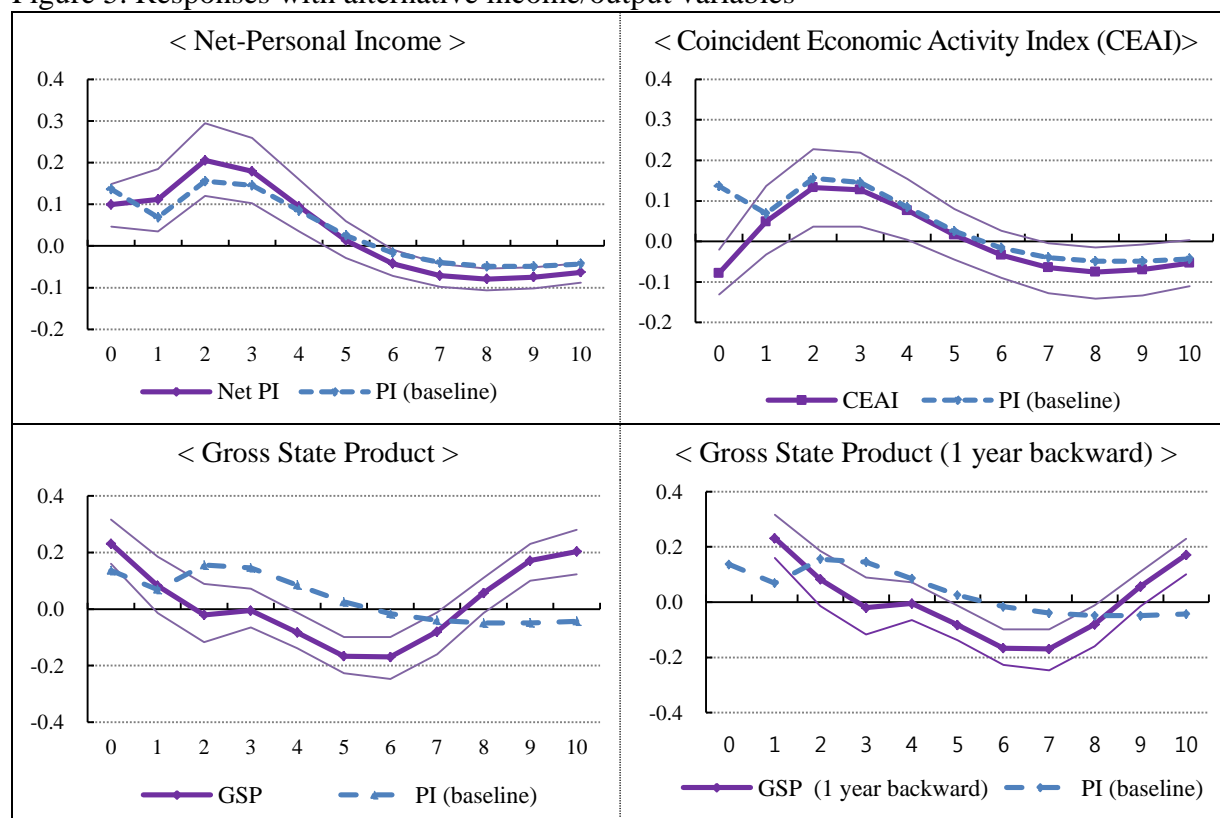 Figure Responses with alternative income/output variables
< Net-Personal Income >
0.4
0.3
0.2
0.1
0.0
-0.1
-0.2
0 1 2 3 4 5 6 7 8 9 10
Net PI PI (baseline)
< Coincident Economic Activity Index (CEAI)>
0.4
0.3
0.2
0.1
0.0
-0.1
-0.2
0 1 2 3 4 5 6 7 8 9 10
CEAI PI (baseline)
< Gross State Product >
0.4
0.2
0.0
-0.2
-0.4
0 1 2 3 4 5 6 7 8 9 10
GSP PI (baseline)
< Gross State Product (1 year backward) >
0.4
0.2
0.0
-0.2
-0.4
0 1 2 3 4 5 6 7 8 9 10
GSP (1 year backward) PI (baseline)